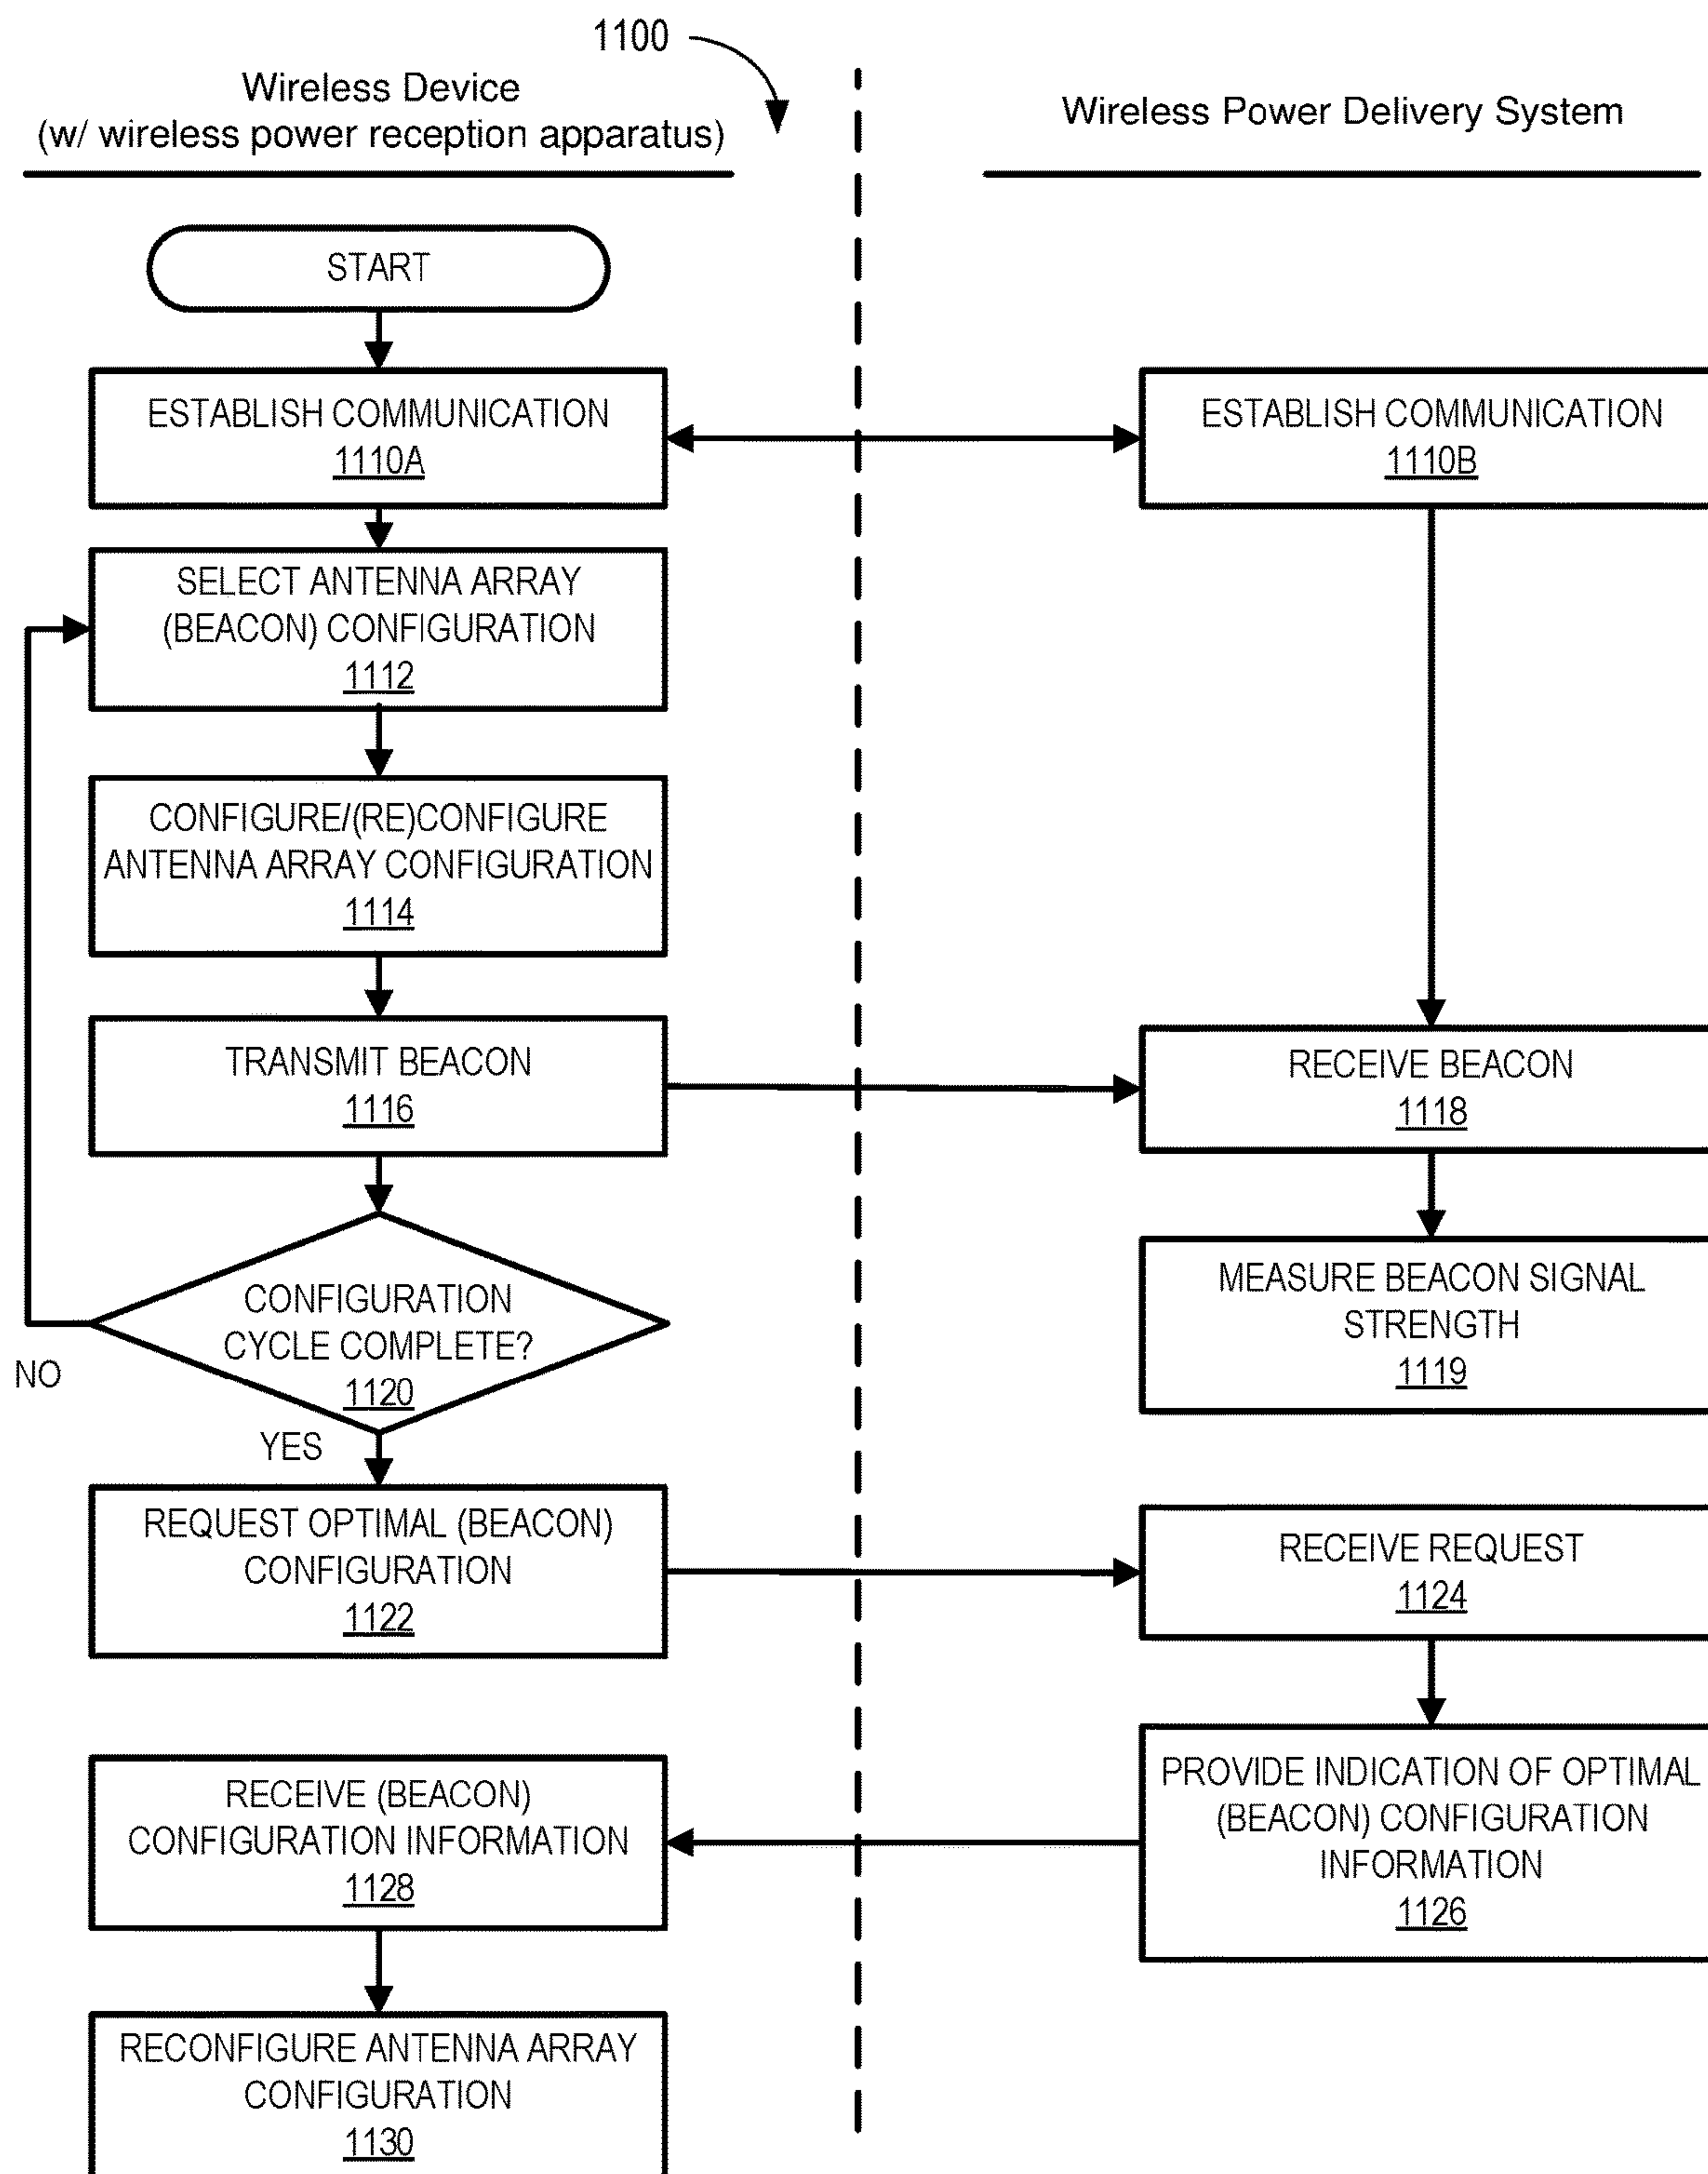 1100
Wireless Device
(w/ wireless power reception apparatus)
Wireless Power Delivery System
START
ESTABLISH COMMUNICATION
1110A
ESTABLISH COMMUNICATION
1110B
SELECT ANTENNA ARRAY
(BEACON) CONFIGURATION
1112
CONFIGURE/(RE)CONFIGURE
ANTENNA ARRAY CONFIGURATION
1114
TRANSMIT BEACON
1116
RECEIVE BEACON
1118
MEASURE BEACON SIGNAL
STRENGTH
1119
CONFIGURATION
CYCLE COMPLETE?
1120
NO
YES
REQUEST OPTIMAL (BEACON)
CONFIGURATION
1122
RECEIVE REQUEST
1124
PROVIDE INDICATION OF OPTIMAL
(BEACON) CONFIGURATION
INFORMATION
1126
RECEIVE (BEACON)
CONFIGURATION INFORMATION
1128
RECONFIGURE ANTENNA ARRAY
CONFIGURATION
1130